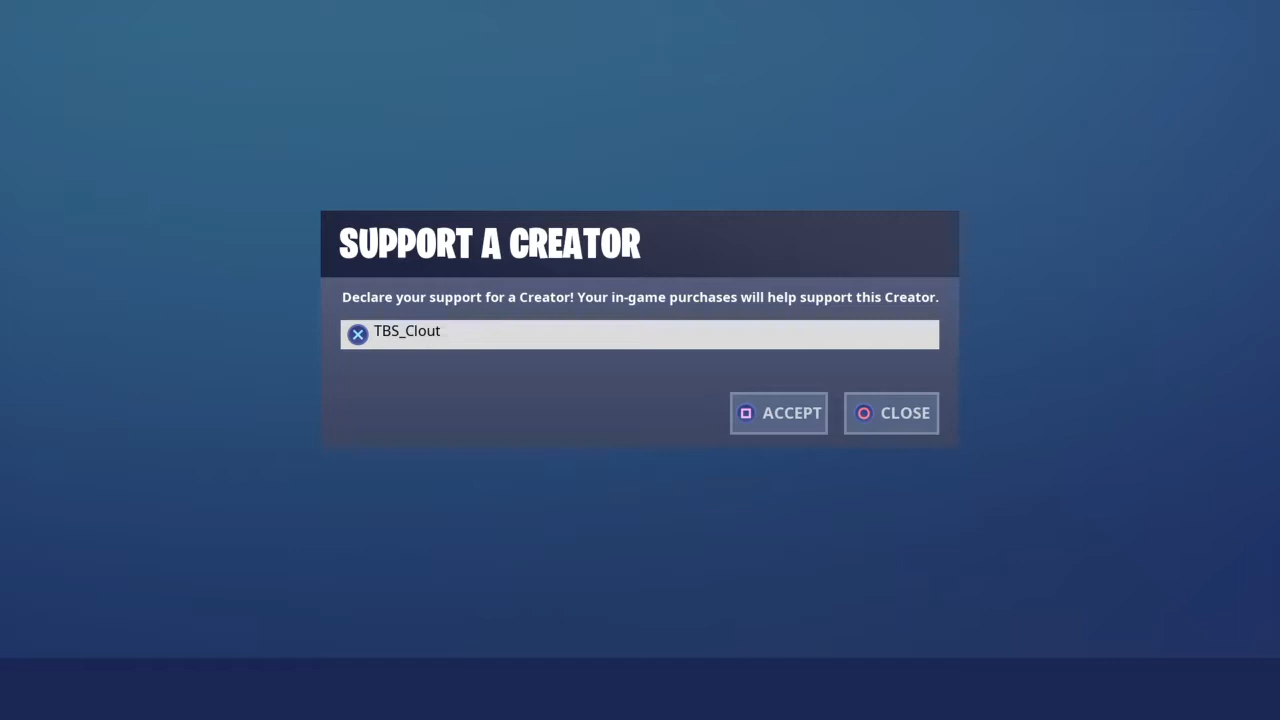 SUPPORT A CREATOR
Declare your support for a Creator! Your in-game purchases will help support this Creator.
TBS_Clout
ACCEPT
CLOSE